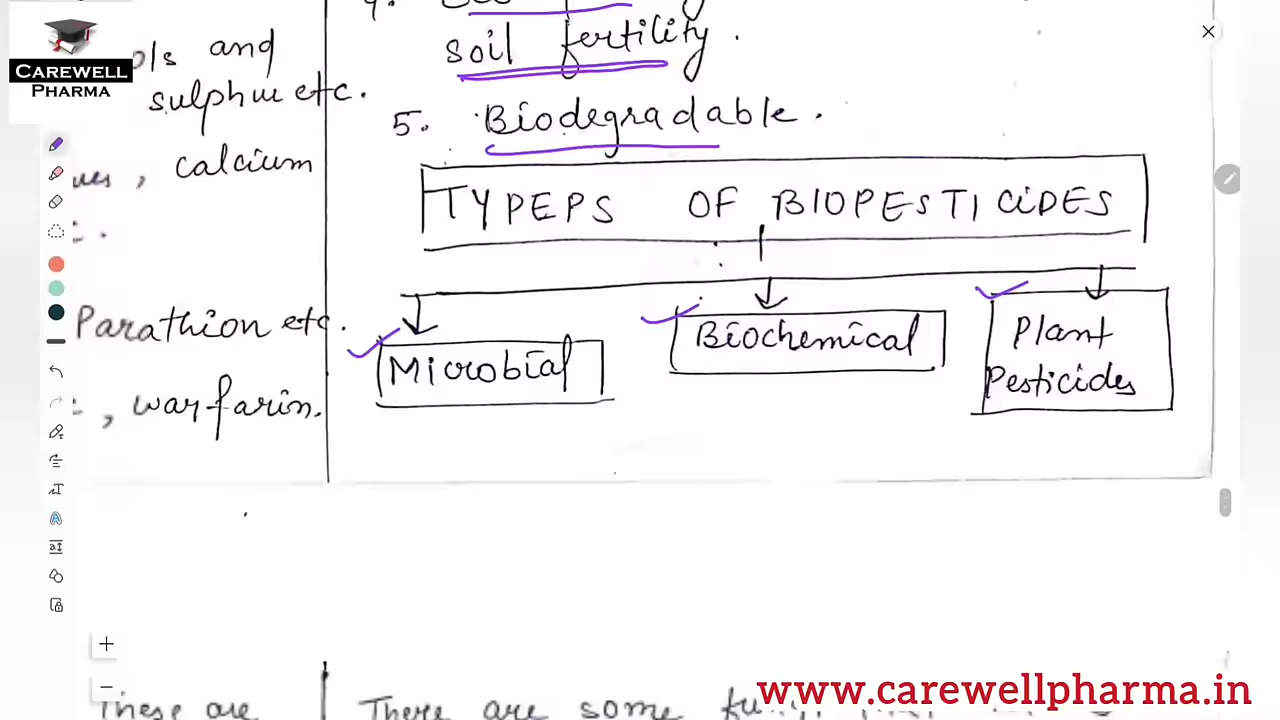 CAREWELL
PHARMA
and
sulphur etc.
, calcium
Parathion etc.
, warfarin.
soil fertility.
5. Biodegradable.
TYPEPS OF BIOPESTICIDES
Microbial
Biochemical
Plant
Pesticides
These are
There are some
www.carewellpharma.in